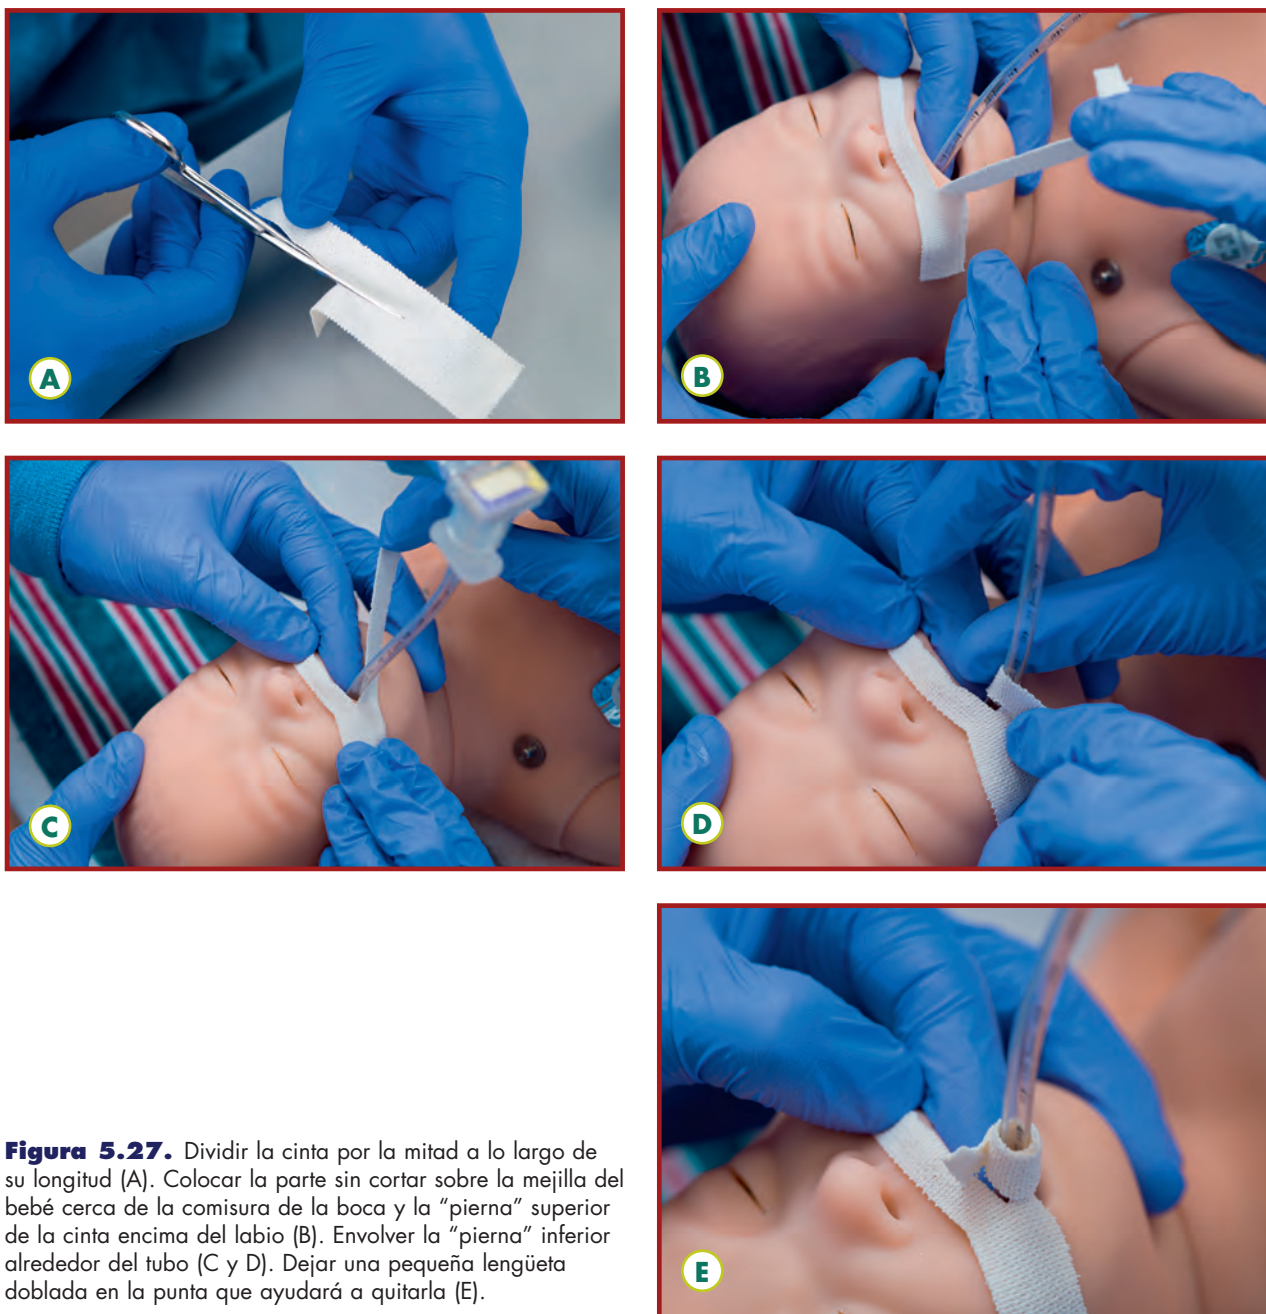 A
B
C
D
E
Figura 5.27. Dividir la cinta por la mitad a lo largo de
su longitud (A). Colocar la parte sin cortar sobre la mejilla del
bebé cerca de la comisura de la boca y la “pierna” superior
de la cinta encima del labio (B). Envolver la “pierna” inferior
alrededor del tubo (C y D). Dejar una pequeña lengüeta
doblada en la punta que ayudará a quitarla (E).